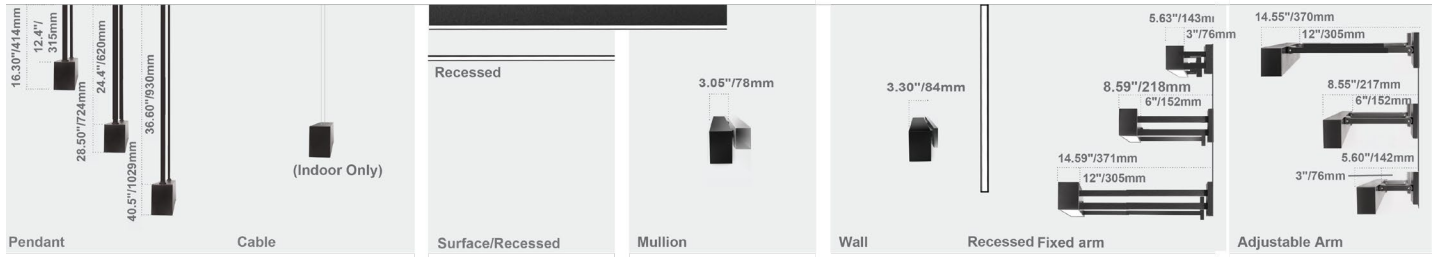 16.30"/414mm
12.4"/
315mm
28.50"/724mm
24.4"/620mm
40.5"/1029mm
36.60"/930mm
(Indoor Only)
Pendant
Cable
Recessed
Surface/Recessed
3.05"/78mm
Mullion
3.30"/84mm
Wall
Recessed
5.63"/143m
3"/76mm
8.59"/218mm
6"/152mm
14.59"/371mm
12"/305mm
Fixed arm
14.55"/370mm
12"/305mm
8.55"/217mm
6"/152mm
5.60"/142mm
3"/76mm
Adjustable Arm